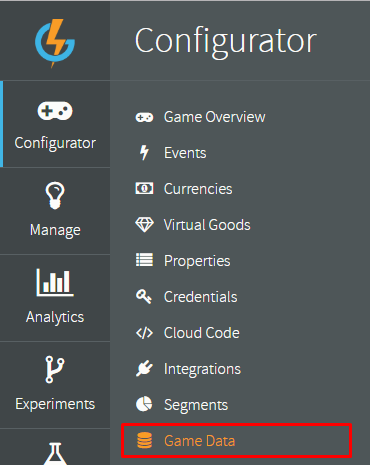 Configurator
Configurator
Manage
Analytics
Experiments
Game Overview
Events
Currencies
Virtual Goods
Properties
Credentials
Cloud Code
Integrations
Segments
Game Data